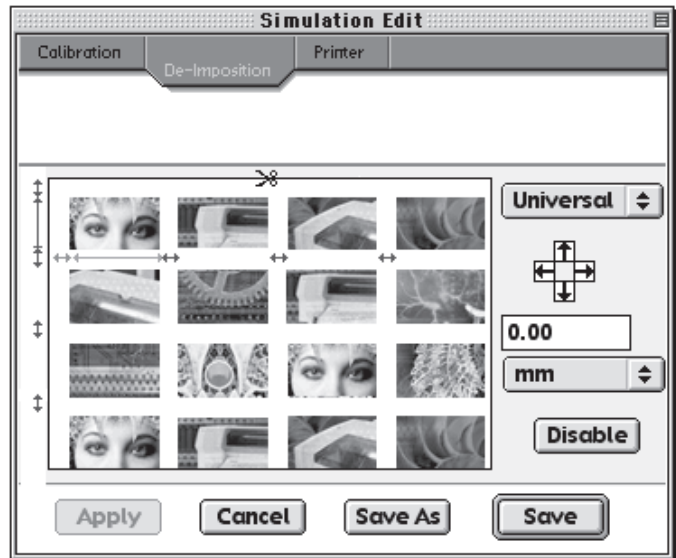 Simulation Edit
Calibration
De-Imposition
Printer
Universal
0.00
mm
Disable
Apply
Cancel
Save As
Save